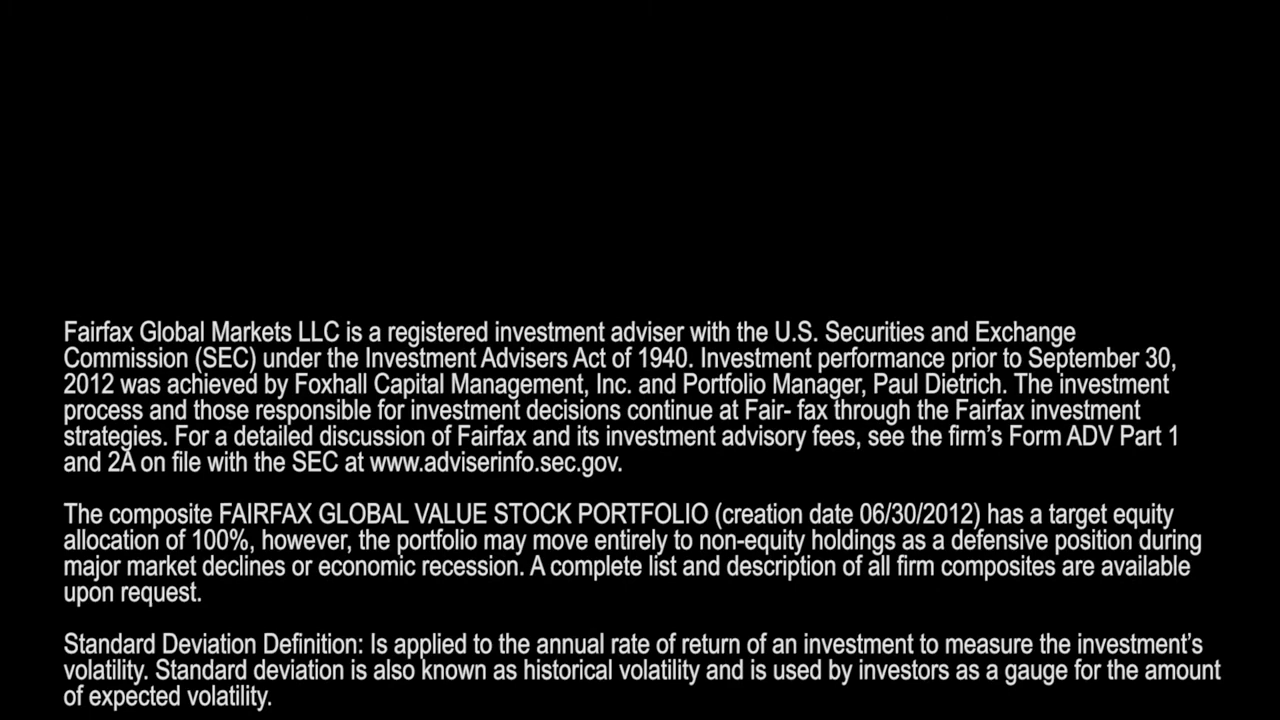 Fairfax Global Markets LLC is a registered investment adviser with the U.S. Securities and Exchange
Commission (SEC) under the Investment Advisers Act of 1940. Investment performance prior to September 30,
2012 was achieved by Foxhall Capital Management, Inc. and Portfolio Manager, Paul Dietrich. The investment
process and those responsible for investment decisions continue at Fair- fax through the Fairfax investment
strategies. For a detailed discussion of Fairfax and its investment advisory fees, see the firm's Form ADV Part 1
and 2A on file with the SEC at www.adviserinfo.sec.gov.
The composite FAIRFAX GLOBAL VALUE STOCK PORTFOLIO (creation date 06/30/2012) has a target equity
allocation of 100%, however, the portfolio may move entirely to non-equity holdings as a defensive position during
major market declines or economic recession. A complete list and description of all firm composites are available
upon request.
Standard Deviation Definition: Is applied to the annual rate of return of an investment to measure the investment's
volatility. Standard deviation is also known as historical volatility and is used by investors as a gauge for the amount
of expected volatility.